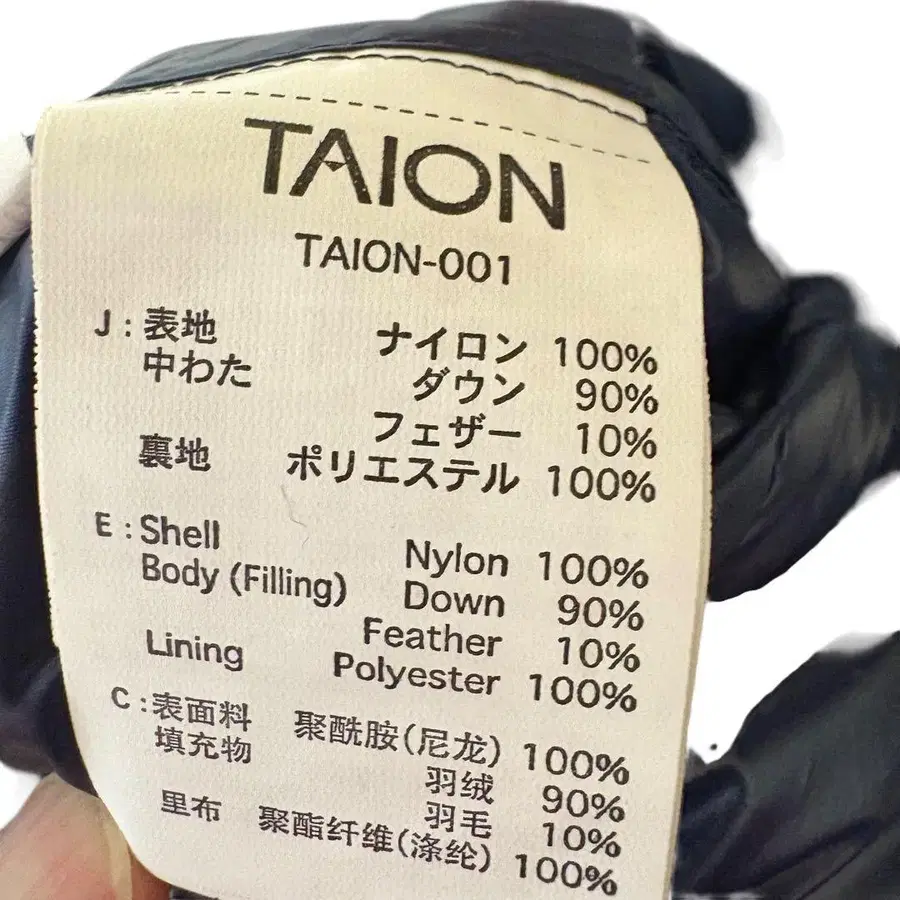 TAION
TAION-001
J : 表地 ナイロン 100%
中わた ダウン 90%
フェザー 10%
裏地 ポリエステル 100%
E : Shell Nylon 100%
Body (Filling) Down 90%
Feather 10%
Lining Polyester 100%
C : 表面料 聚酰胺(尼龙) 100%
填充物 羽绒 90%
羽毛 10%
里布 聚酯纤维(涤纶) 100%